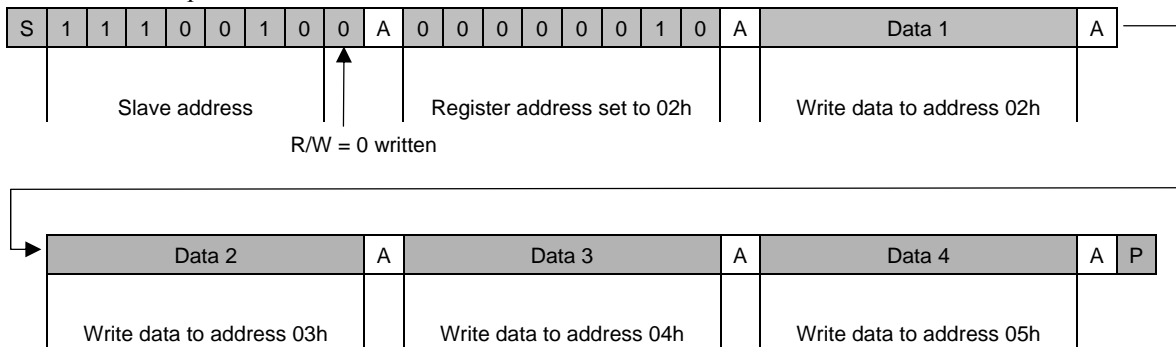 S 1 1 1 0 0 1 0 0 A 0 0 0 0 0 0 1 0 A Data 1 A
Slave address Register address set to 02h Write data to address 02h
R/W = 0 written
Data 2 A Data 3 A Data 4 A P
Write data to address 03h Write data to address 04h Write data to address 05h